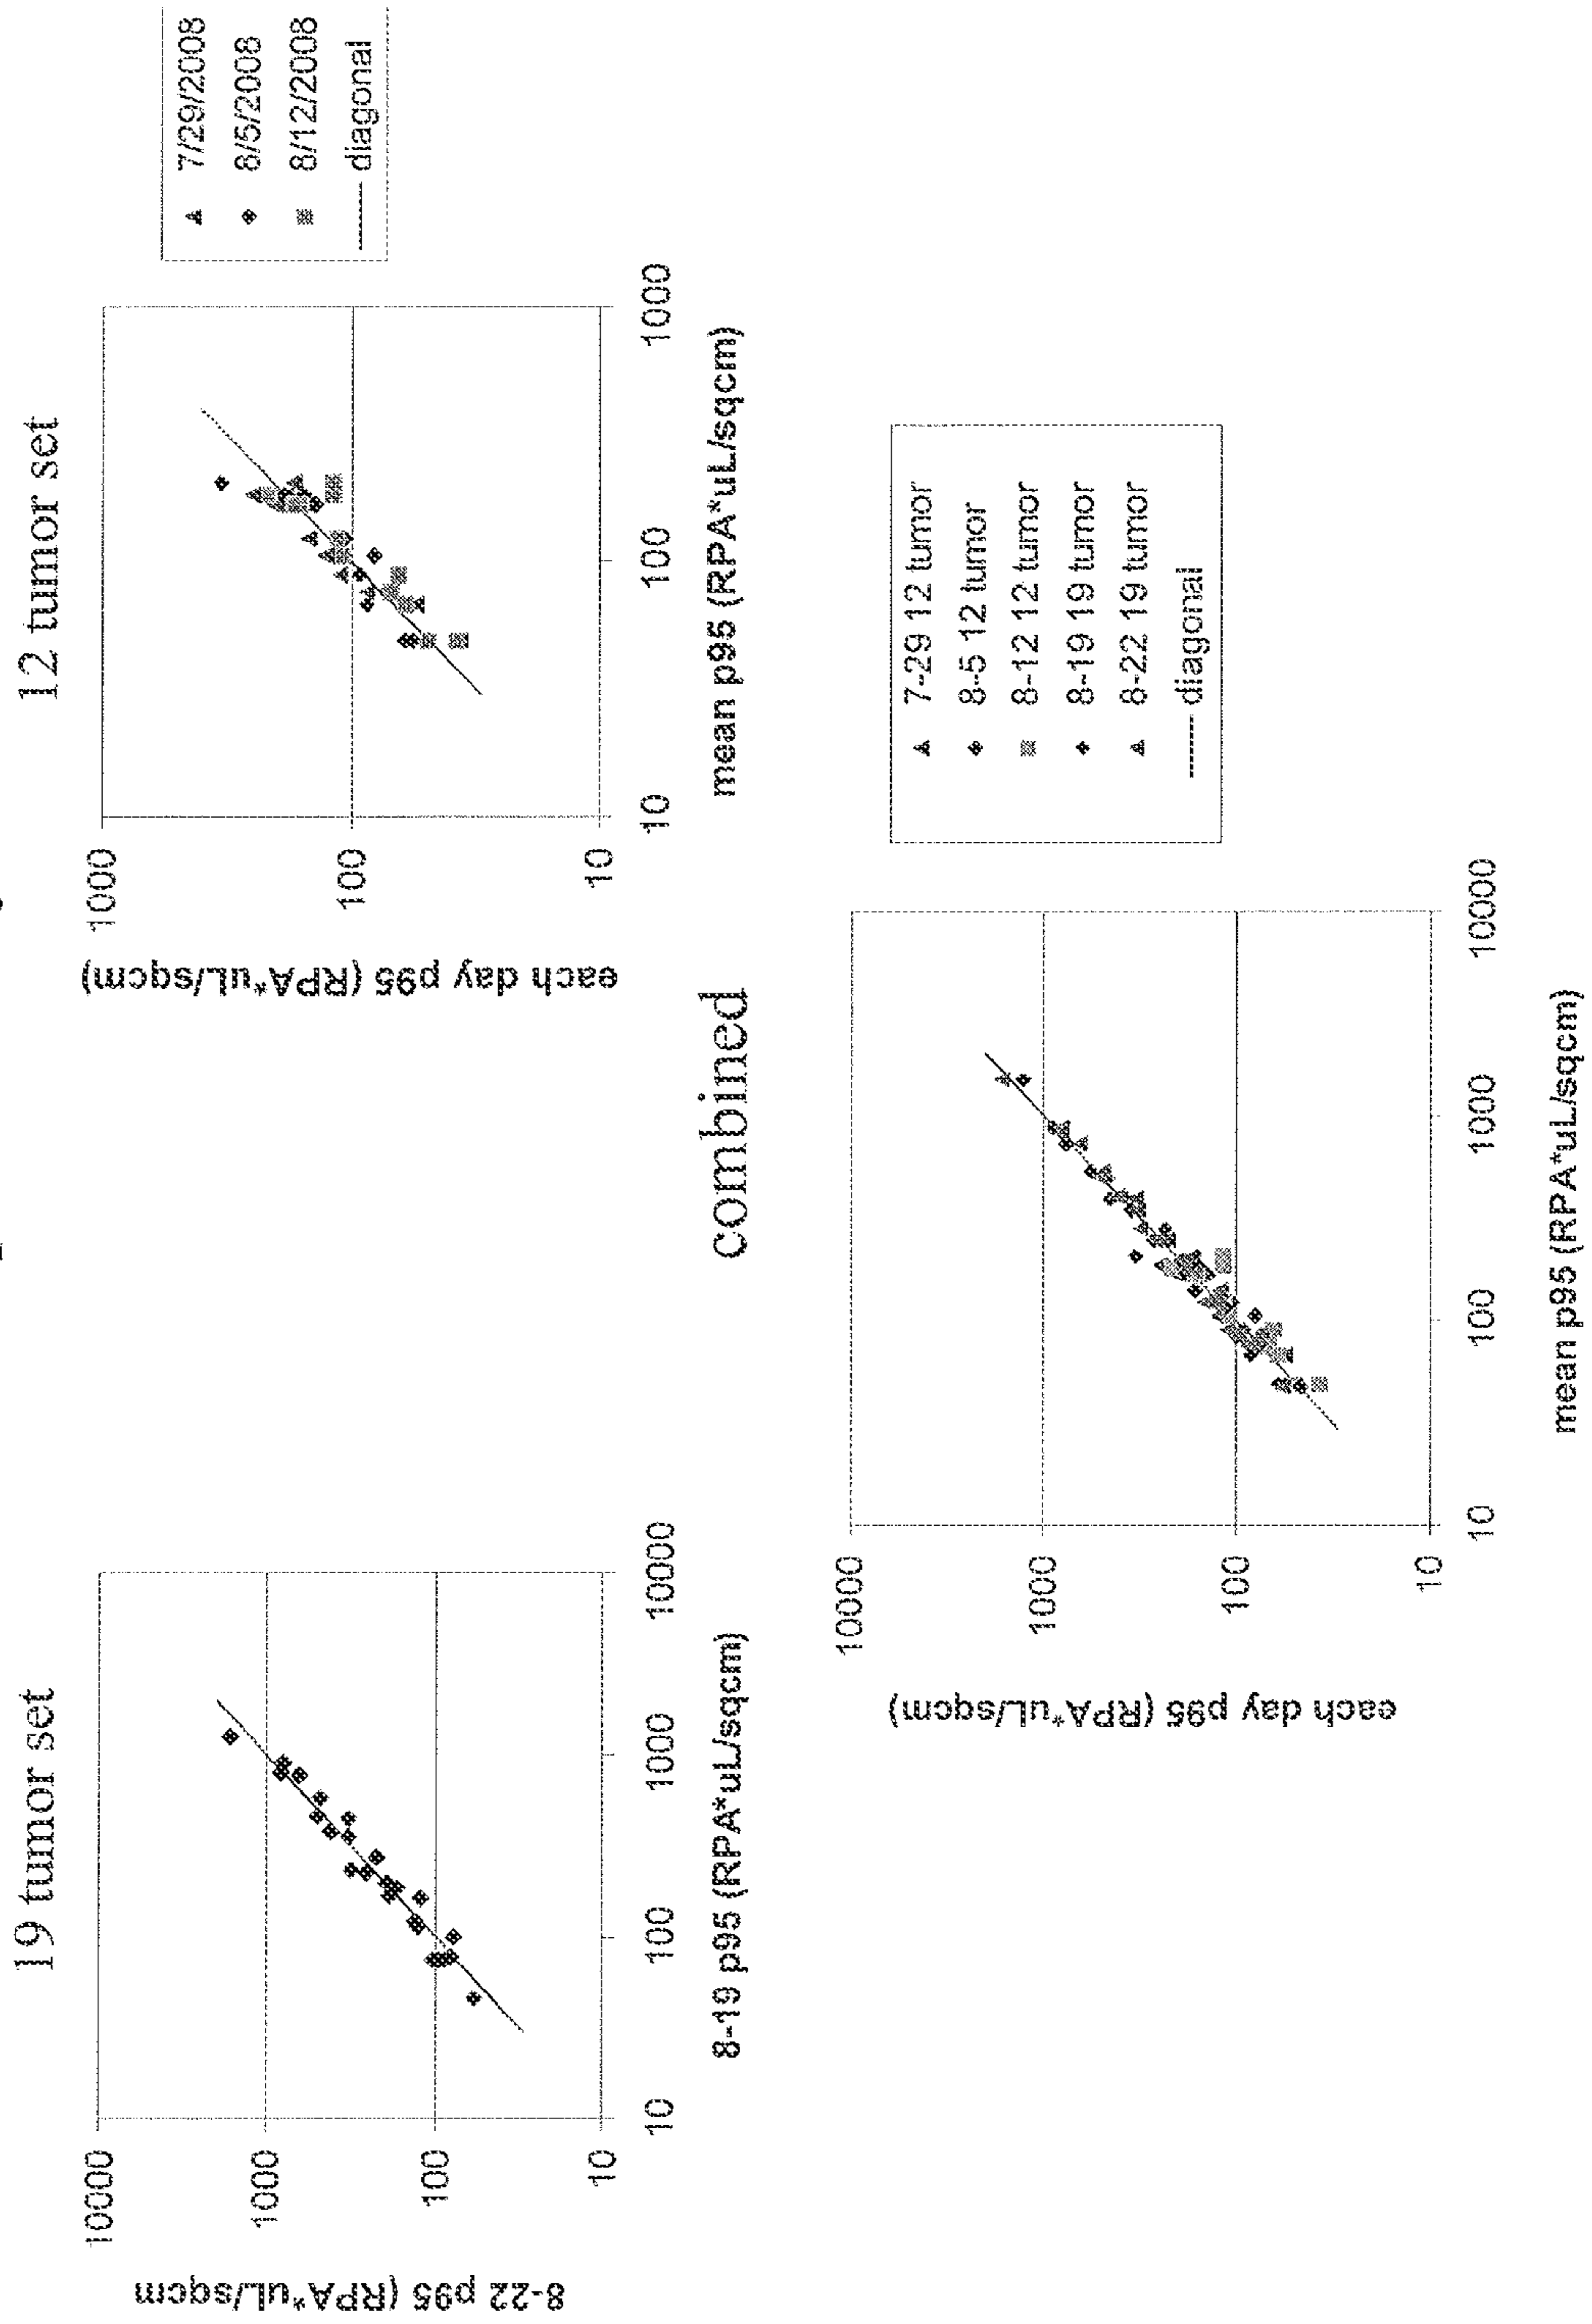 19 tumor set
10000
1000
100
10
10
100
1000
10000
8-22 p95 (RPA*uL/sqcm
8-19 p95 (RPA*uL/sqcm)
12 tumor set
1000
100
10
10
100
1000
each day p95 (RPA*uL/sqcm)
mean p95 (RPA*uL/sqcm)
7/29/2008
8/5/2008
8/12/2008
diagonal
combined
10000
1000
100
10
10
100
1000
10000
each day p95 (RPA*uL/sqcm)
mean p95 (RPA*uL/sqcm)
7-29 12 tumor
8-5 12 tumor
8-12 12 tumor
8-19 19 tumor
8-22 19 tumor
diagonal